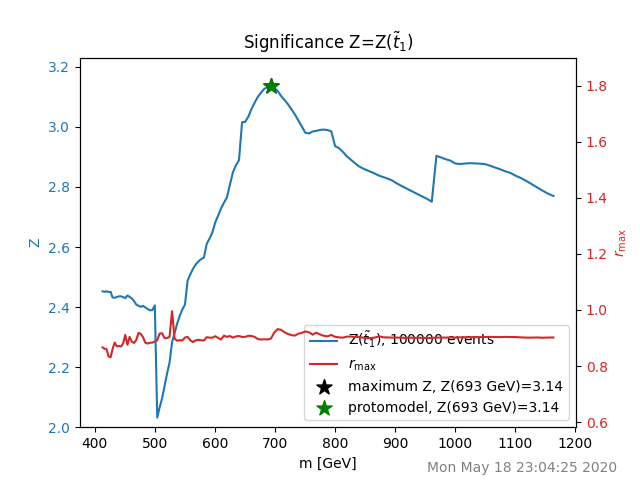 Significance Z=Z(t̃₁)
3.2
3.0
2.8
2.6
2.4
2.2
2.0
Z
1.8
1.6
1.4
1.2
1.0
0.8
0.6
r_max
Z(t̃₁), 100000 events
r_max
maximum Z, Z(693 GeV)=3.14
protomodel, Z(693 GeV)=3.14
400 500 600 700 800 900 1000 1100 1200
m [GeV]
Mon May 18 23:04:25 2020